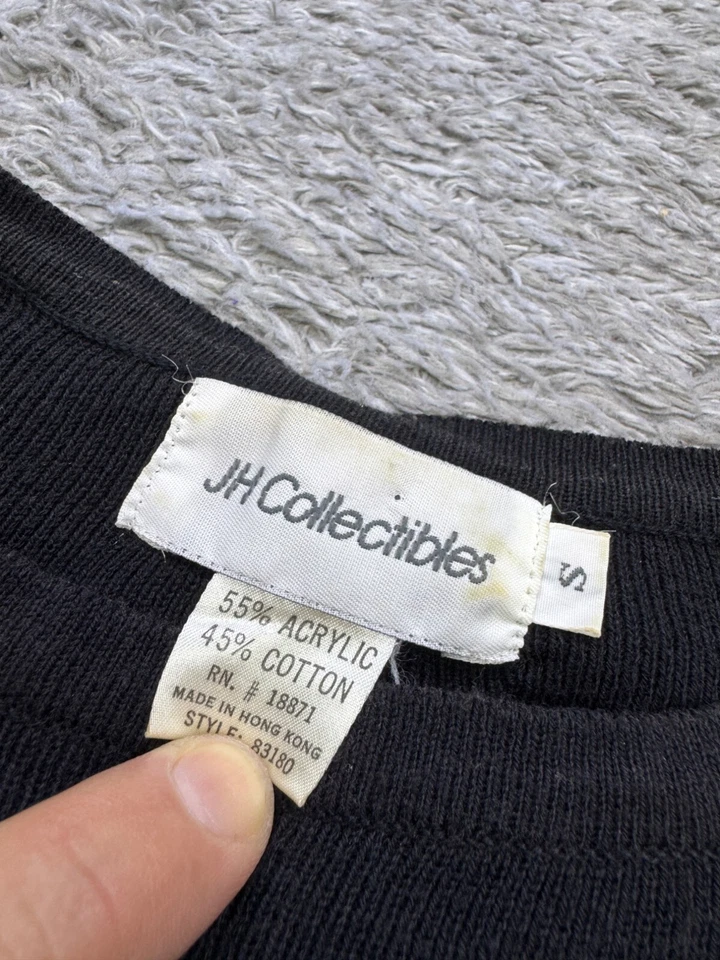 JH Collectibles
S
55% ACRYLIC
45% COTTON
RN. # 18871
MADE IN HONG KONG
STYLE: 83180